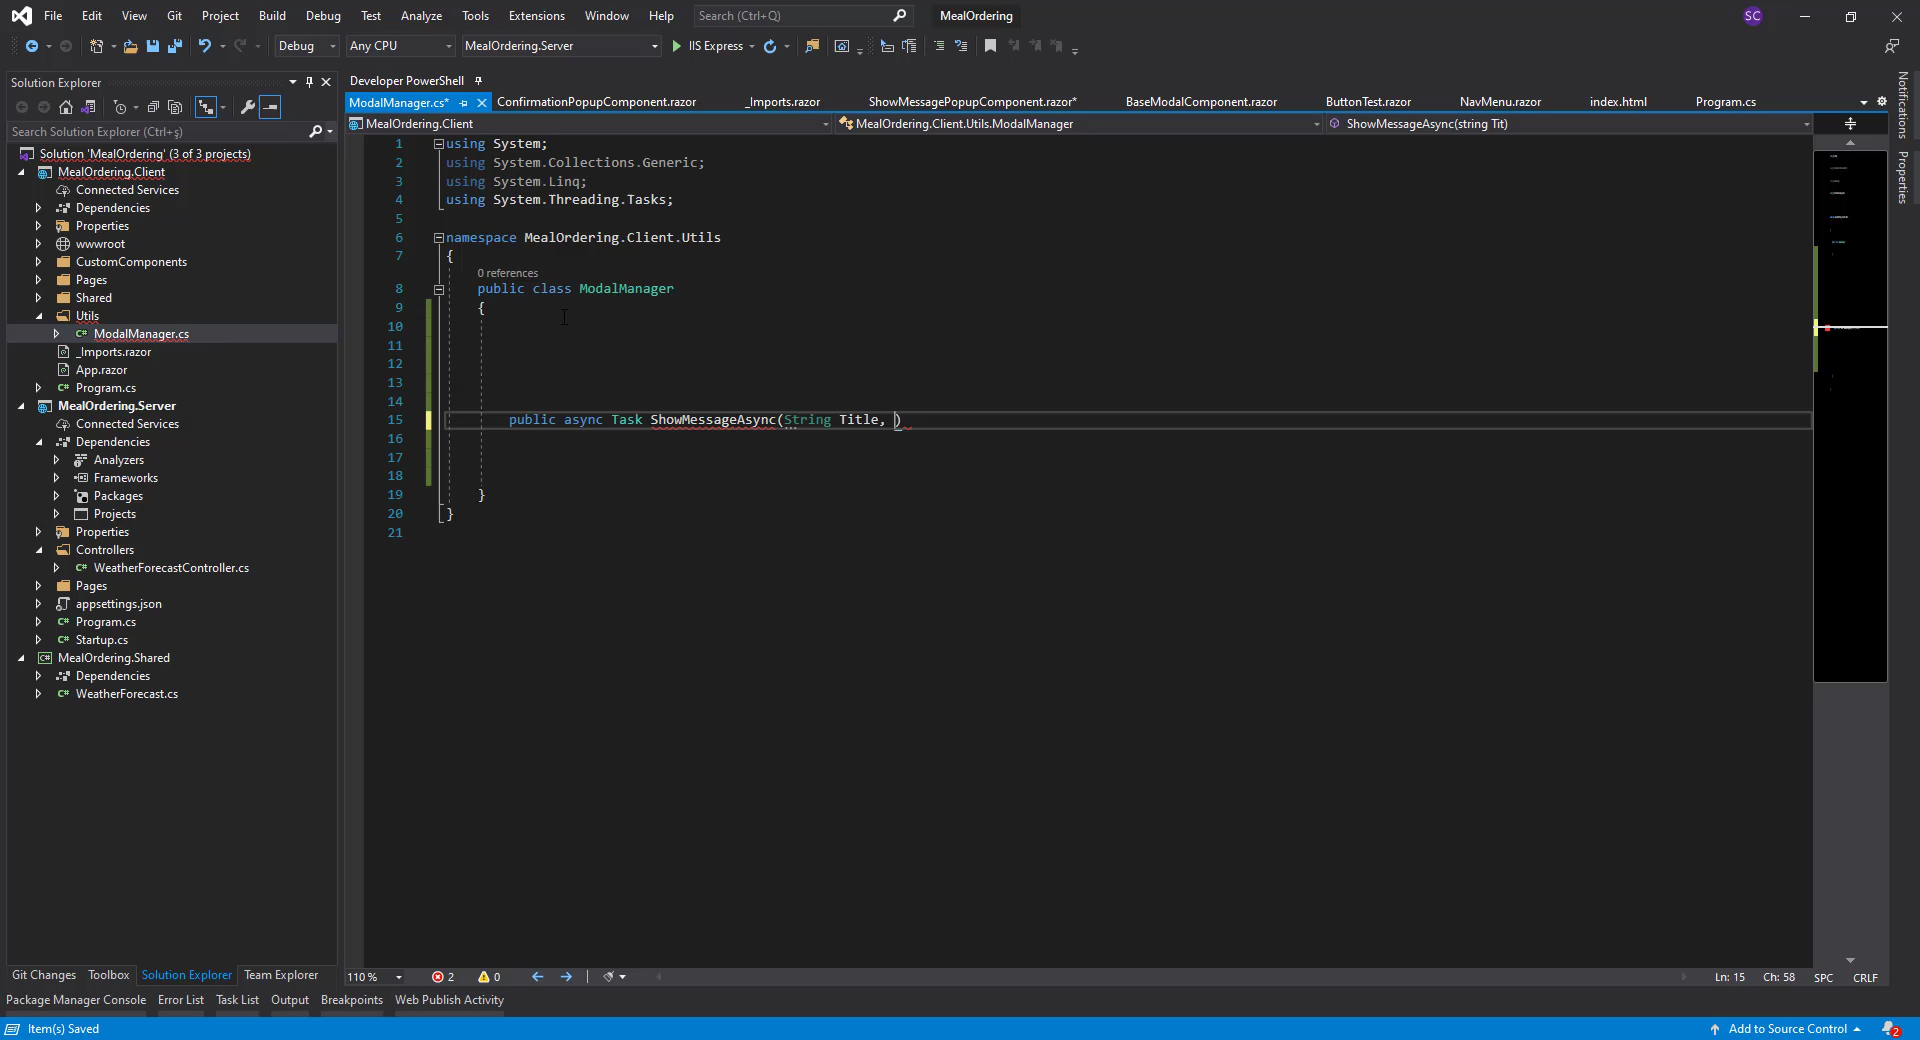 File Edit View Git Project Build Debug Test Analyze Tools Extensions Window Help Search (Ctrl+Q) MealOrdering SC
Debug Any CPU MealOrdering.Server IIS Express
Solution Explorer
Search Solution Explorer (Ctrl+ş)
Solution 'MealOrdering' (3 of 3 projects)
MealOrdering.Client
Connected Services
Dependencies
Properties
wwwroot
CustomComponents
Pages
Shared
Utils
C# ModalManager.cs
_Imports.razor
App.razor
C# Program.cs
MealOrdering.Server
Connected Services
Dependencies
Analyzers
Frameworks
Packages
Projects
Properties
Controllers
C# WeatherForecastController.cs
Pages
appsettings.json
C# Program.cs
C# Startup.cs
C# MealOrdering.Shared
Dependencies
C# WeatherForecast.cs
Git Changes Toolbox Solution Explorer Team Explorer
Developer PowerShell
ModalManager.cs* ConfirmationPopupComponent.razor _Imports.razor ShowMessagePopupComponent.razor* BaseModalComponent.razor ButtonTest.razor NavMenu.razor index.html Program.cs
MealOrdering.Client MealOrdering.Client.Utils.ModalManager ShowMessageAsync(string Tit)
1 using System;
2 using System.Collections.Generic;
3 using System.Linq;
4 using System.Threading.Tasks;
5
6 namespace MealOrdering.Client.Utils
7 {
0 references
8 public class ModalManager
9 {
10
11
12
13
14
15 public async Task ShowMessageAsync(String Title, )
16
17
18
19 }
20 }
21
110 % 2 0 Ln: 15 Ch: 58 SPC CRLF
Notifications
Properties
Package Manager Console Error List Task List Output Breakpoints Web Publish Activity
Item(s) Saved Add to Source Control 2